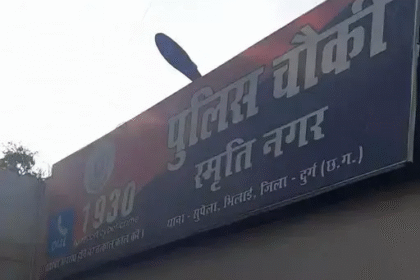 पुलिस चौकी
स्मृति नगर
थाना - सुपेला, भिलाई, जिला - दुर्ग (छ.ग.)
1930